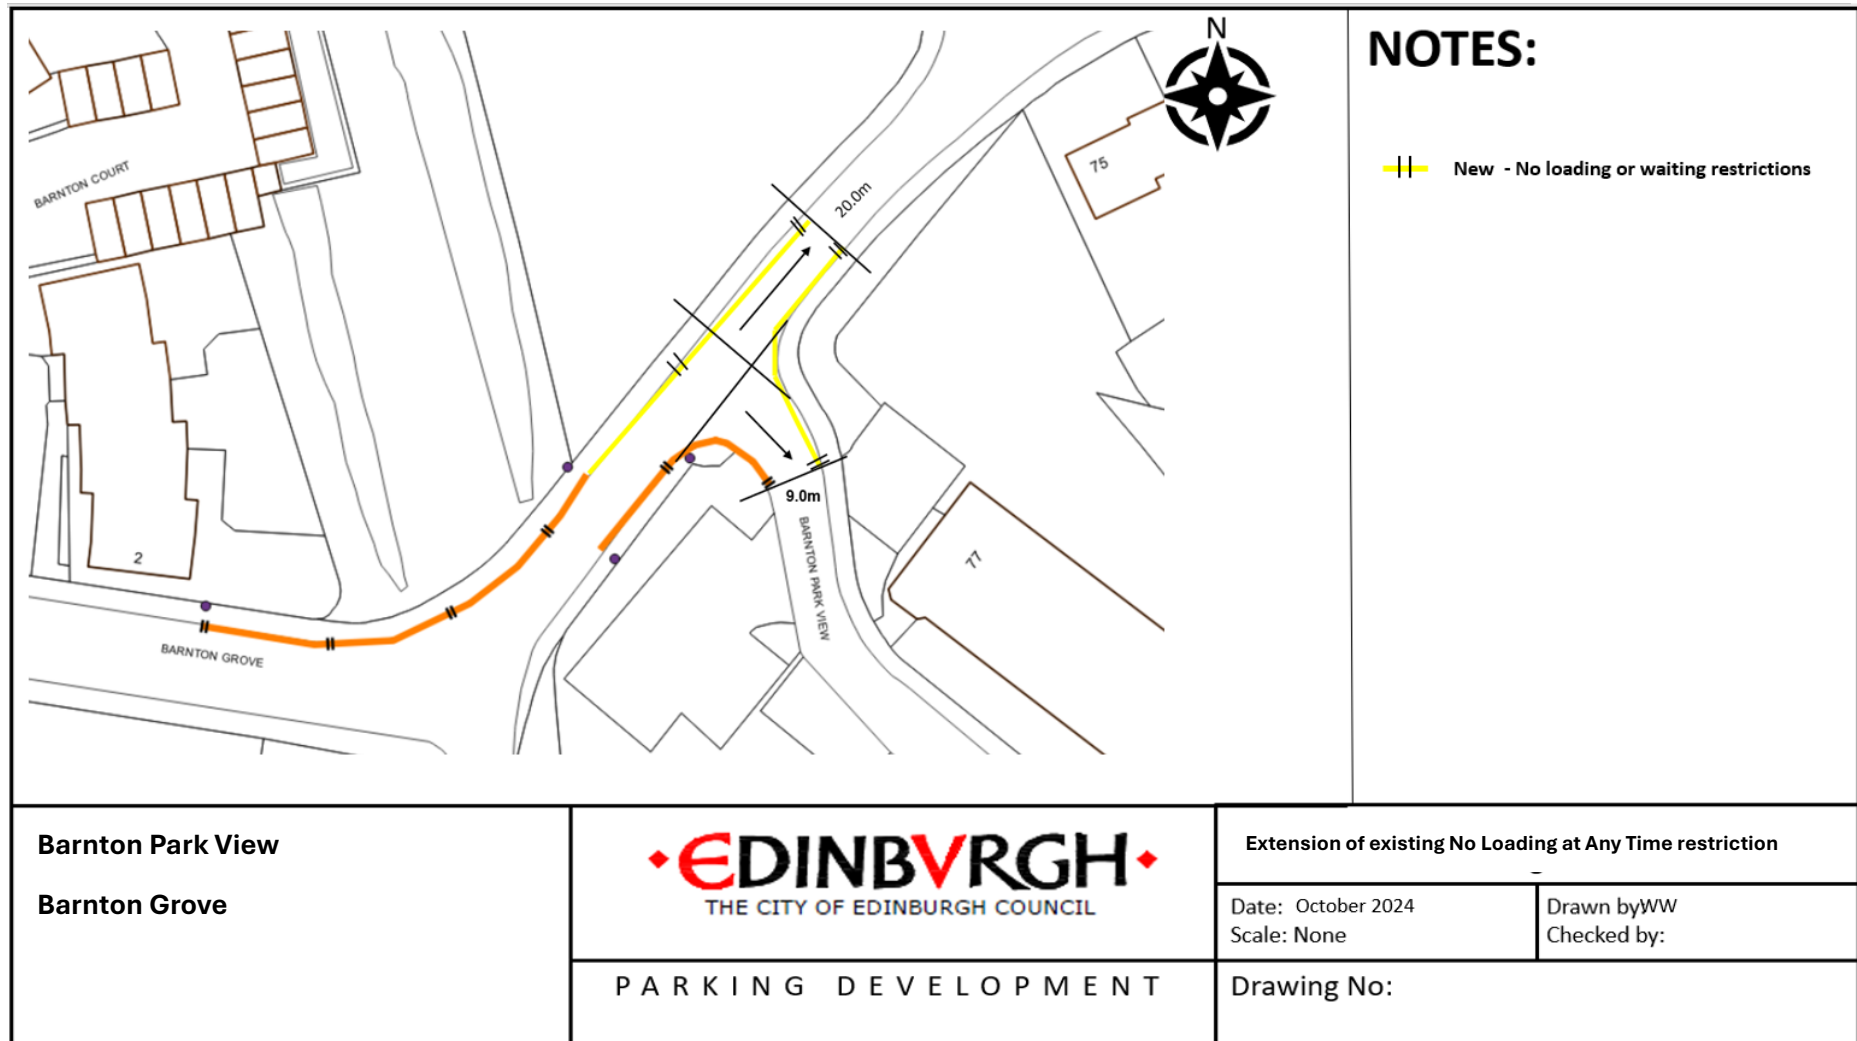 N
NOTES:
New - No loading or waiting restrictions
BARNTON COURT
75
20.0m
2
77
9.0m
BARNTON PARK VIEW
BARNTON GROVE
Barnton Park View
Barnton Grove
EDINBVRGH
THE CITY OF EDINBURGH COUNCIL
PARKING DEVELOPMENT
Extension of existing No Loading at Any Time restriction
Date: October 2024
Scale: None
Drawn by: WW
Checked by:
Drawing No: